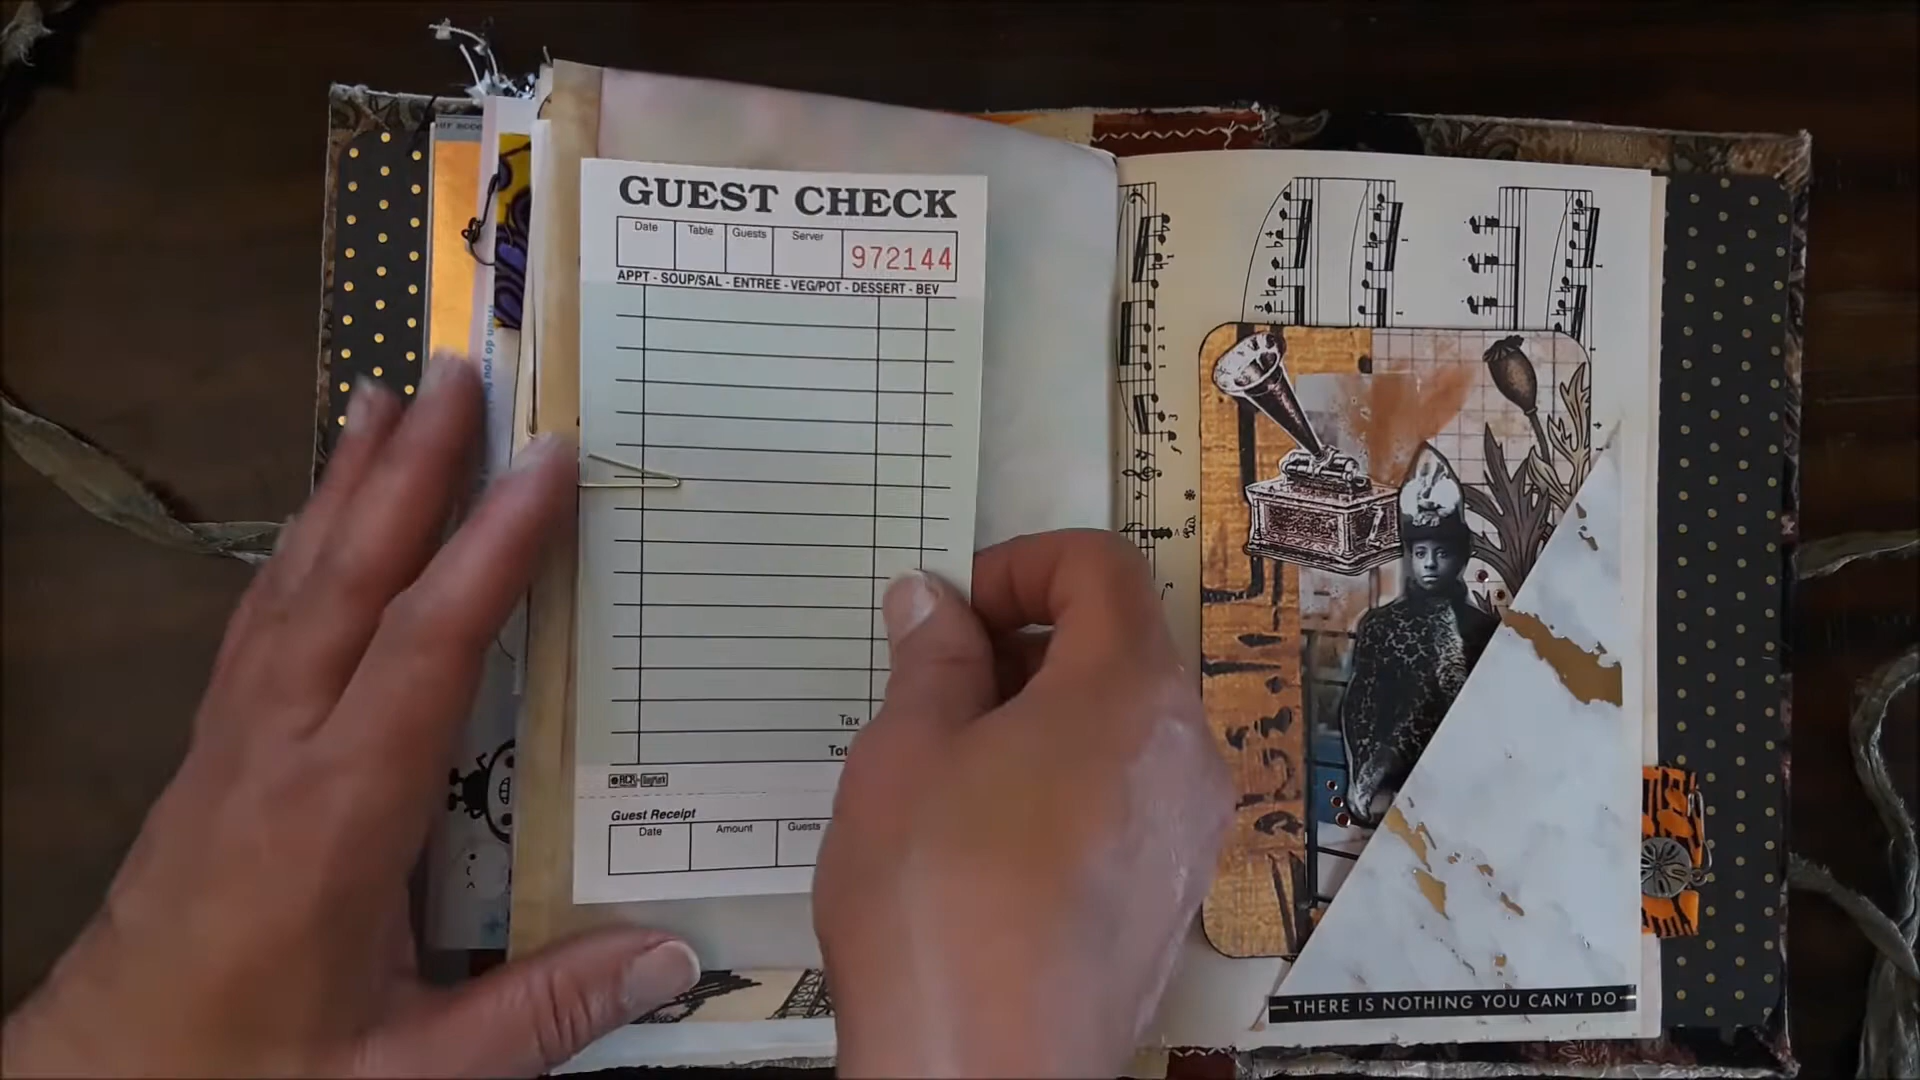 GUEST CHECK
Date Table Guests Server
972144
APPT - SOUP/SAL - ENTREE - VEG/POT - DESSERT - BEV
Tax
Guest Receipt
Date Amount Guests
THERE IS NOTHING YOU CAN'T DO